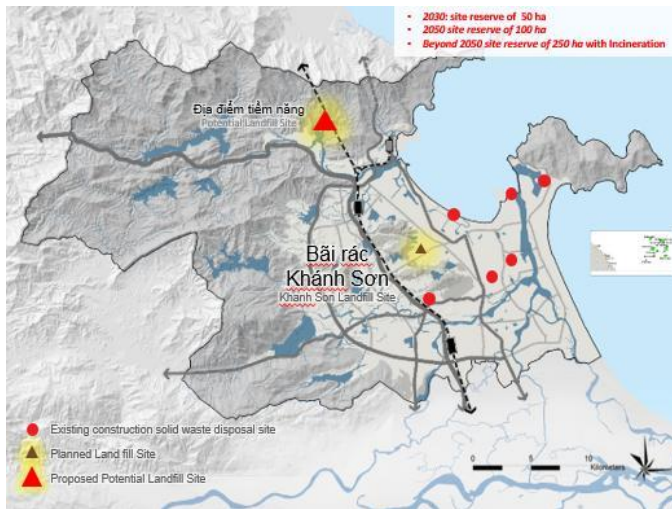 • 2030: site reserve of 50 ha
• 2050 site reserve of 100 ha
• Beyond 2050 site reserve of 250 ha with Incineration
Địa điểm tiềm năng
Potential Landfill Site
Bãi rác
Khánh Sơn
Khanh Son Landfill Site
Existing construction solid waste disposal site
Planned Land fill Site
Proposed Potential Landfill Site
0 5 10
Kilometers